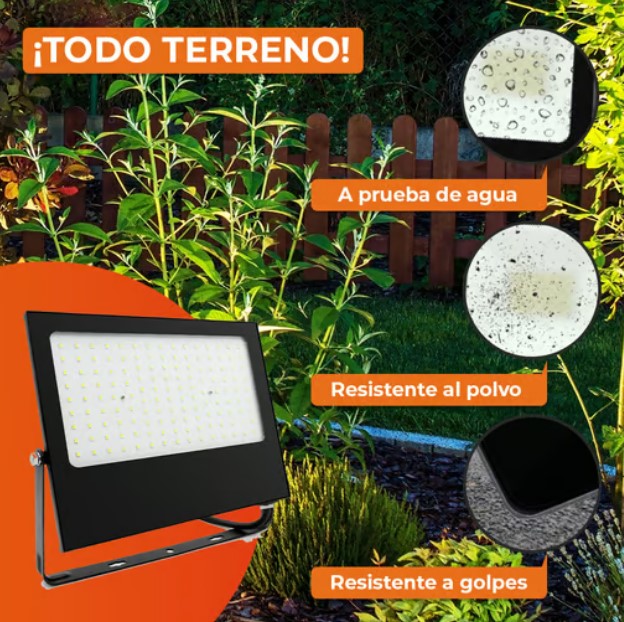 ¡TODO TERRENO!
A prueba de agua
Resistente al polvo
Resistente a golpes